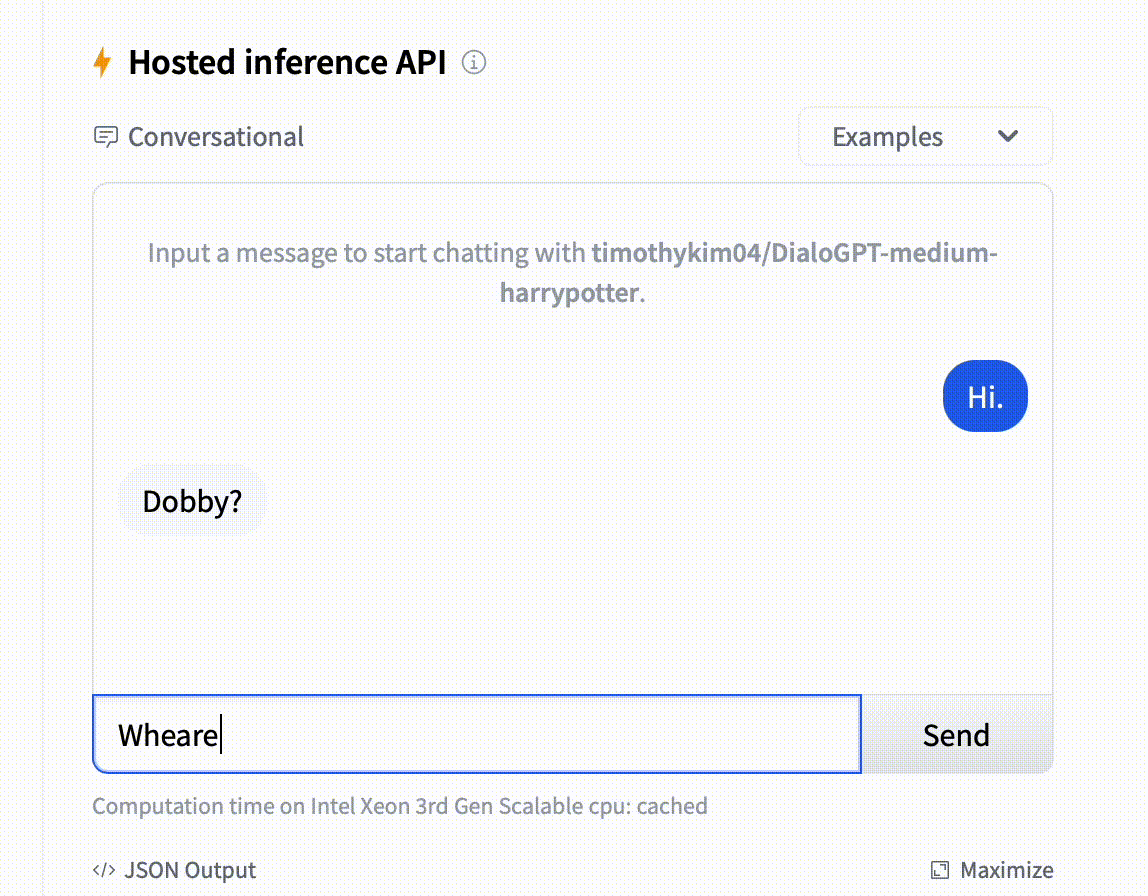 Hosted inference API
Conversational
Examples
Input a message to start chatting with timothykim04/DialoGPT-medium-
harrypotter.
Hi.
Dobby?
Wheare
Send
Computation time on Intel Xeon 3rd Gen Scalable cpu: cached
</> JSON Output
Maximize